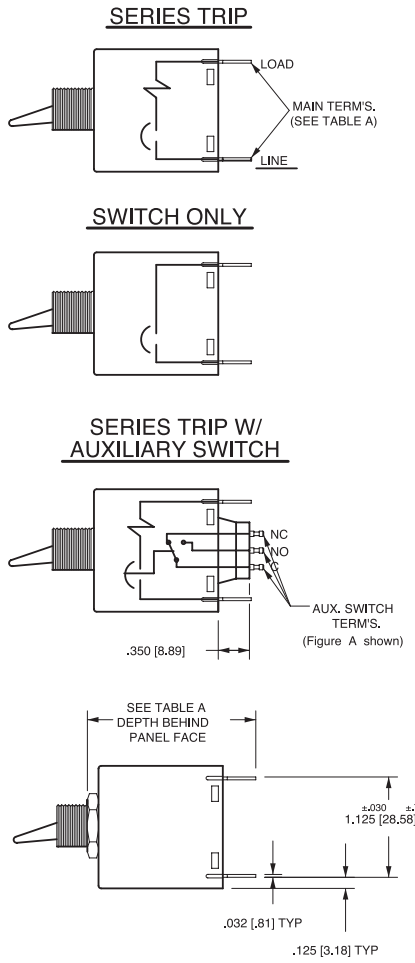 SERIES TRIP
LOAD
MAIN TERM'S.
(SEE TABLE A)
LINE
SWITCH ONLY
SERIES TRIP W/
AUXILIARY SWITCH
NC
NO
C
AUX. SWITCH
TERM'S.
(Figure A shown)
.350 [8.89]
SEE TABLE A
DEPTH BEHIND
PANEL FACE
±.030 ±.
1.125 [28.58]
.032 [.81] TYP
.125 [3.18] TYP